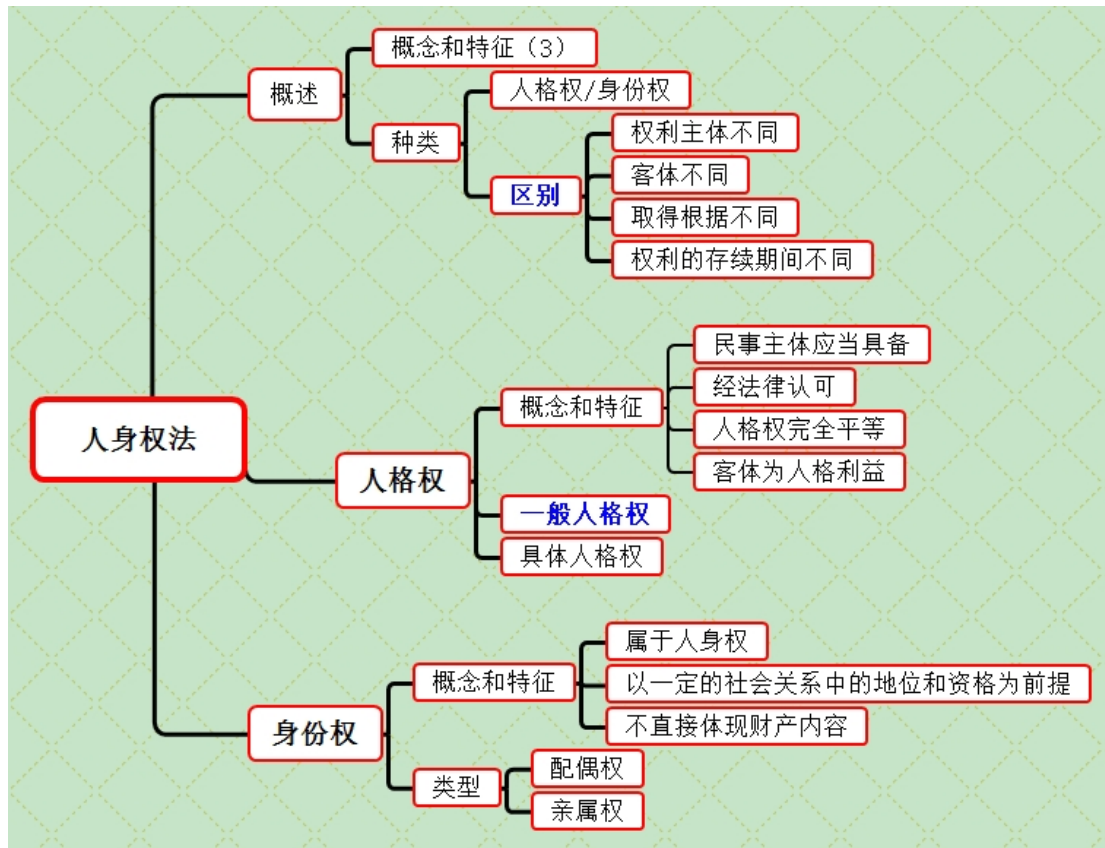 概念和特征（3）
概述
人格权/身份权
种类
权利主体不同
客体不同
区别
取得根据不同
权利的存续期间不同
民事主体应当具备
经法律认可
概念和特征
人格权完全平等
客体为人格利益
人身权法
人格权
一般人格权
具体人格权
属于人身权
概念和特征
以一定的社会关系中的地位和资格为前提
不直接体现财产内容
身份权
配偶权
类型
亲属权